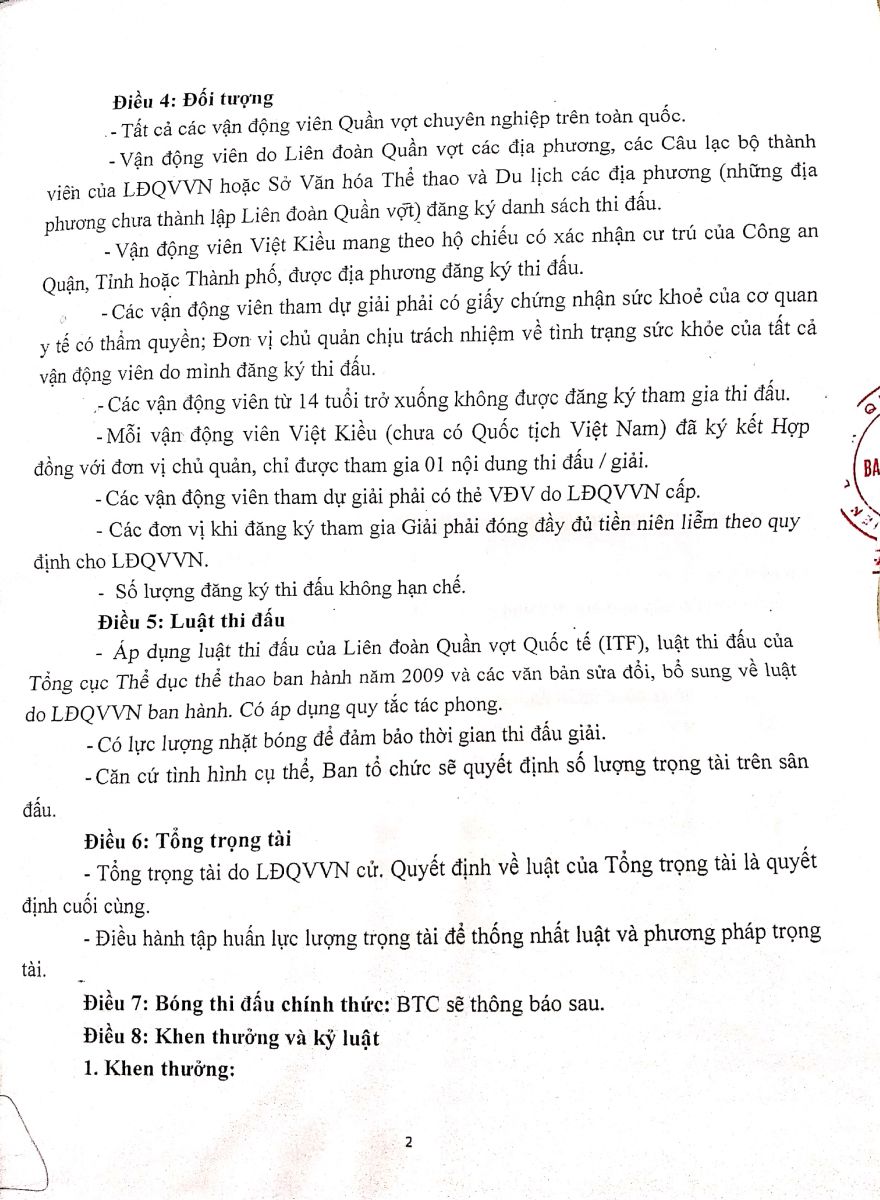 Điều 4: Đối tượng
- Tất cả các vận động viên Quần vợt chuyên nghiệp trên toàn quốc.
- Vận động viên do Liên đoàn Quần vợt các địa phương, các Câu lạc bộ thành
viên của LĐQVVN hoặc Sở Văn hóa Thể thao và Du lịch các địa phương (những địa
phương chưa thành lập Liên đoàn Quần vợt) đăng ký danh sách thi đấu.
- Vận động viên Việt Kiều mang theo hộ chiếu có xác nhận cư trú của Công an
Quận, Tỉnh hoặc Thành phố, được địa phương đăng ký thi đấu.
- Các vận động viên tham dự giải phải có giấy chứng nhận sức khoẻ của cơ quan
y tế có thẩm quyền; Đơn vị chủ quản chịu trách nhiệm về tình trạng sức khỏe của tất cả
vận động viên do mình đăng ký thi đấu.
- Các vận động viên từ 14 tuổi trở xuống không được đăng ký tham gia thi đấu.
- Mỗi vận động viên Việt Kiều (chưa có Quốc tịch Việt Nam) đã ký kết Hợp
đồng với đơn vị chủ quản, chỉ được tham gia 01 nội dung thi đấu / giải.
- Các vận động viên tham dự giải phải có thẻ VĐV do LĐQVVN cấp.
- Các đơn vị khi đăng ký tham gia Giải phải đóng đầy đủ tiền niên liễm theo quy
định cho LĐQVVN.
- Số lượng đăng ký thi đấu không hạn chế.
Điều 5: Luật thi đấu
- Áp dụng luật thi đấu của Liên đoàn Quần vợt Quốc tế (ITF), luật thi đấu của
Tổng cục Thể dục thể thao ban hành năm 2009 và các văn bản sửa đổi, bổ sung về luật
do LĐQVVN ban hành. Có áp dụng quy tắc tác phong.
- Có lực lượng nhặt bóng để đảm bảo thời gian thi đấu giải.
- Căn cứ tình hình cụ thể, Ban tổ chức sẽ quyết định số lượng trọng tài trên sân
đấu.
Điều 6: Tổng trọng tài
- Tổng trọng tài do LĐQVVN cử. Quyết định về luật của Tổng trọng tài là quyết
định cuối cùng.
- Điều hành tập huấn lực lượng trọng tài để thống nhất luật và phương pháp trọng
tài.
Điều 7: Bóng thi đấu chính thức: BTC sẽ thông báo sau.
Điều 8: Khen thưởng và kỷ luật
1. Khen thưởng:
2
BA